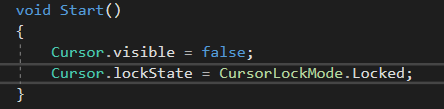 void Start()
{
Cursor.visible = false;
Cursor.lockState = CursorLockMode.Locked;
}